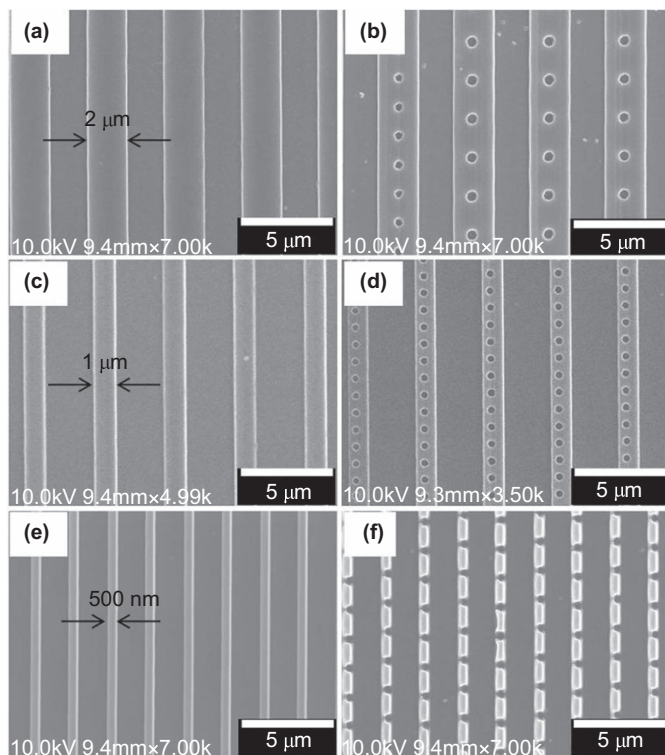 (a)
2 μm
10.0kV 9.4mm×7.00k
5 μm
(b)
10.0kV 9.4mm×7.00k
5 μm
(c)
1 μm
10.0kV 9.4mm×4.99k
5 μm
(d)
10.0kV 9.3mm×3.50k
5 μm
(e)
500 nm
10.0kV 9.4mm×7.00k
5 μm
(f)
10.0kV 9.4mm×7.00k
5 μm